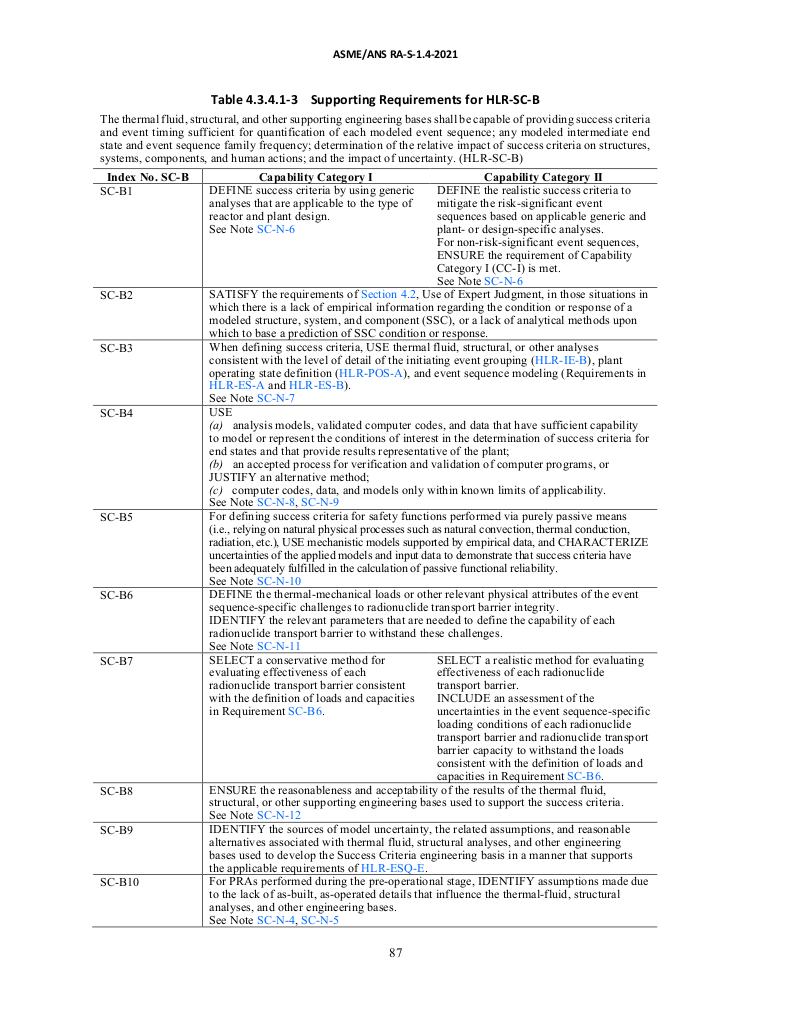 ASME/ANS RA-S-1.4-2021
Table 4.3.4.1-3 Supporting Requirements for HLR-SC-B
The thermal fluid, structural, and other supporting engineering bases shall be capable of providing success criteria
and event timing sufficient for quantification of each modeled event sequence; any modeled intermediate end
state and event sequence family frequency; determination of the relative impact of success criteria on structures,
systems, components, and human actions; and the impact of uncertainty. (HLR-SC-B)
Index No. SC-B
Capability Category I
Capability Category II
SC-B1
DEFINE success criteria by using generic
analyses that are applicable to the type of
reactor and plant design.
See Note SC-N-6
DEFINE the realistic success criteria to
mitigate the risk-significant event
sequences based on applicable generic and
plant- or design-specific analyses.
For non-risk-significant event sequences,
ENSURE the requirement of Capability
Category I (CC-I) is met.
See Note SC-N-6
SC-B2
SATISFY the requirements of Section 4.2, Use of Expert Judgment, in those situations in
which there is a lack of empirical information regarding the condition or response of a
modeled structure, system, and component (SSC), or a lack of analytical methods upon
which to base a prediction of SSC condition or response.
SC-B3
When defining success criteria, USE thermal fluid, structural, or other analyses
consistent with the level of detail of the initiating event grouping (HLR-IE-B), plant
operating state definition (HLR-POS-A), and event sequence modeling (Requirements in
HLR-ES-A and HLR-ES-B).
See Note SC-N-7
SC-B4
USE
(a) analysis models, validated computer codes, and data that have sufficient capability
to model or represent the conditions of interest in the determination of success criteria for
end states and that provide results representative of the plant;
(b) an accepted process for verification and validation of computer programs, or
JUSTIFY an alternative method;
(c) computer codes, data, and models only within known limits of applicability.
See Note SC-N-8, SC-N-9
SC-B5
For defining success criteria for safety functions performed via purely passive means
(i.e., relying on natural physical processes such as natural convection, thermal conduction,
radiation, etc.), USE mechanistic models supported by empirical data, and CHARACTERIZE
uncertainties of the applied models and input data to demonstrate that success criteria have
been adequately fulfilled in the calculation of passive functional reliability.
See Note SC-N-10
SC-B6
DEFINE the thermal-mechanical loads or other relevant physical attributes of the event
sequence-specific challenges to radionuclide transport barrier integrity.
IDENTIFY the relevant parameters that are needed to define the capability of each
radionuclide transport barrier to withstand these challenges.
See Note SC-N-11
SC-B7
SELECT a conservative method for
evaluating effectiveness of each
radionuclide transport barrier consistent
with the definition of loads and capacities
in Requirement SC-B6.
SELECT a realistic method for evaluating
effectiveness of each radionuclide
transport barrier.
INCLUDE an assessment of the
uncertainties in the event sequence-specific
loading conditions of each radionuclide
transport barrier and radionuclide transport
barrier capacity to withstand the loads
consistent with the definition of loads and
capacities in Requirement SC-B6.
SC-B8
ENSURE the reasonableness and acceptability of the results of the thermal fluid,
structural, or other supporting engineering bases used to support the success criteria.
See Note SC-N-12
SC-B9
IDENTIFY the sources of model uncertainty, the related assumptions, and reasonable
alternatives associated with thermal fluid, structural analyses, and other engineering
bases used to develop the Success Criteria engineering basis in a manner that supports
the applicable requirements of HLR-ESQ-E.
SC-B10
For PRAs performed during the pre-operational stage, IDENTIFY assumptions made due
to the lack of as-built, as-operated details that influence the thermal-fluid, structural
analyses, and other engineering bases.
See Note SC-N-4, SC-N-5
87